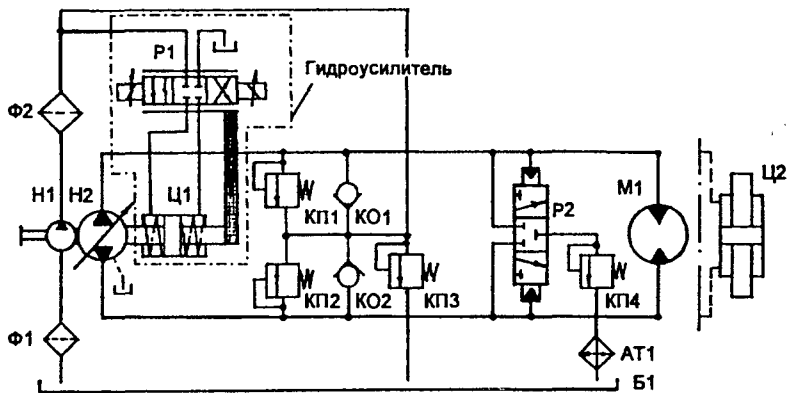 Р1
Гидроусилитель
Ф2
Н1 Н2
Ц1
КП1
КО1
Р2
М1
Ц2
КП2
КО2
КП3
КП4
Ф1
АТ1
Б1